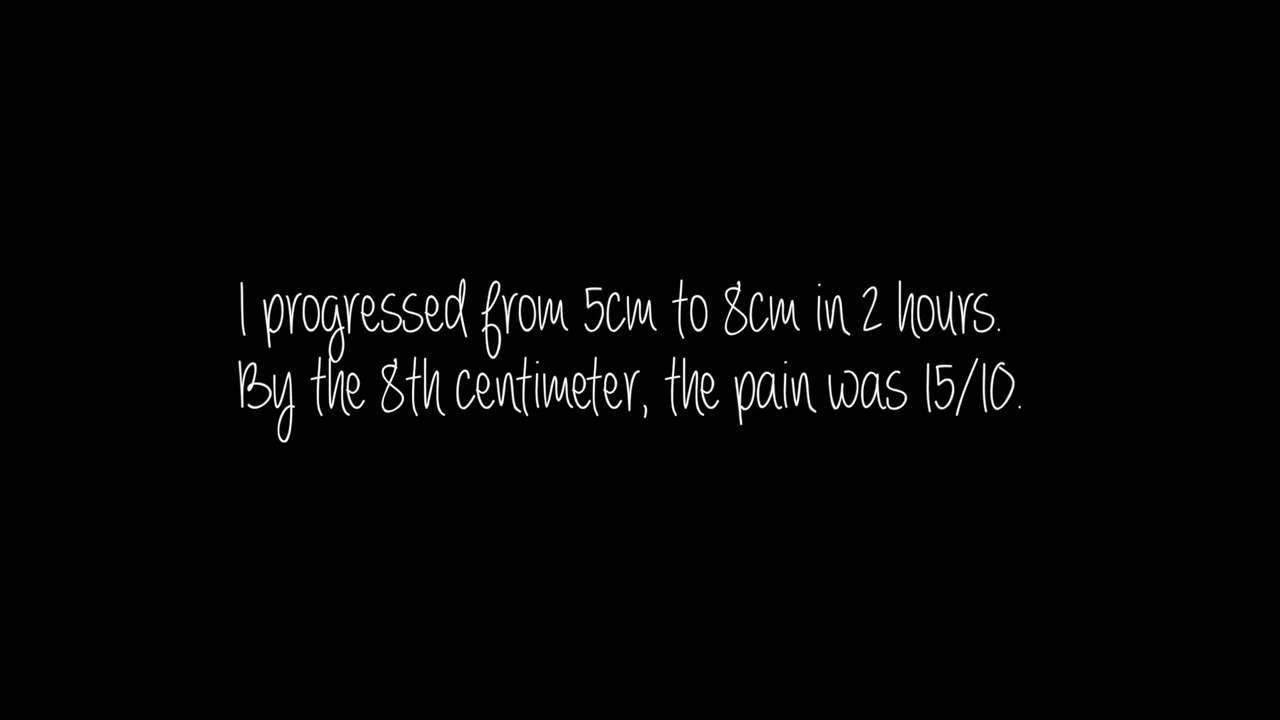 I progressed from 5cm to 8cm in 2 hours.
By the 8th centimeter, the pain was 15/10.